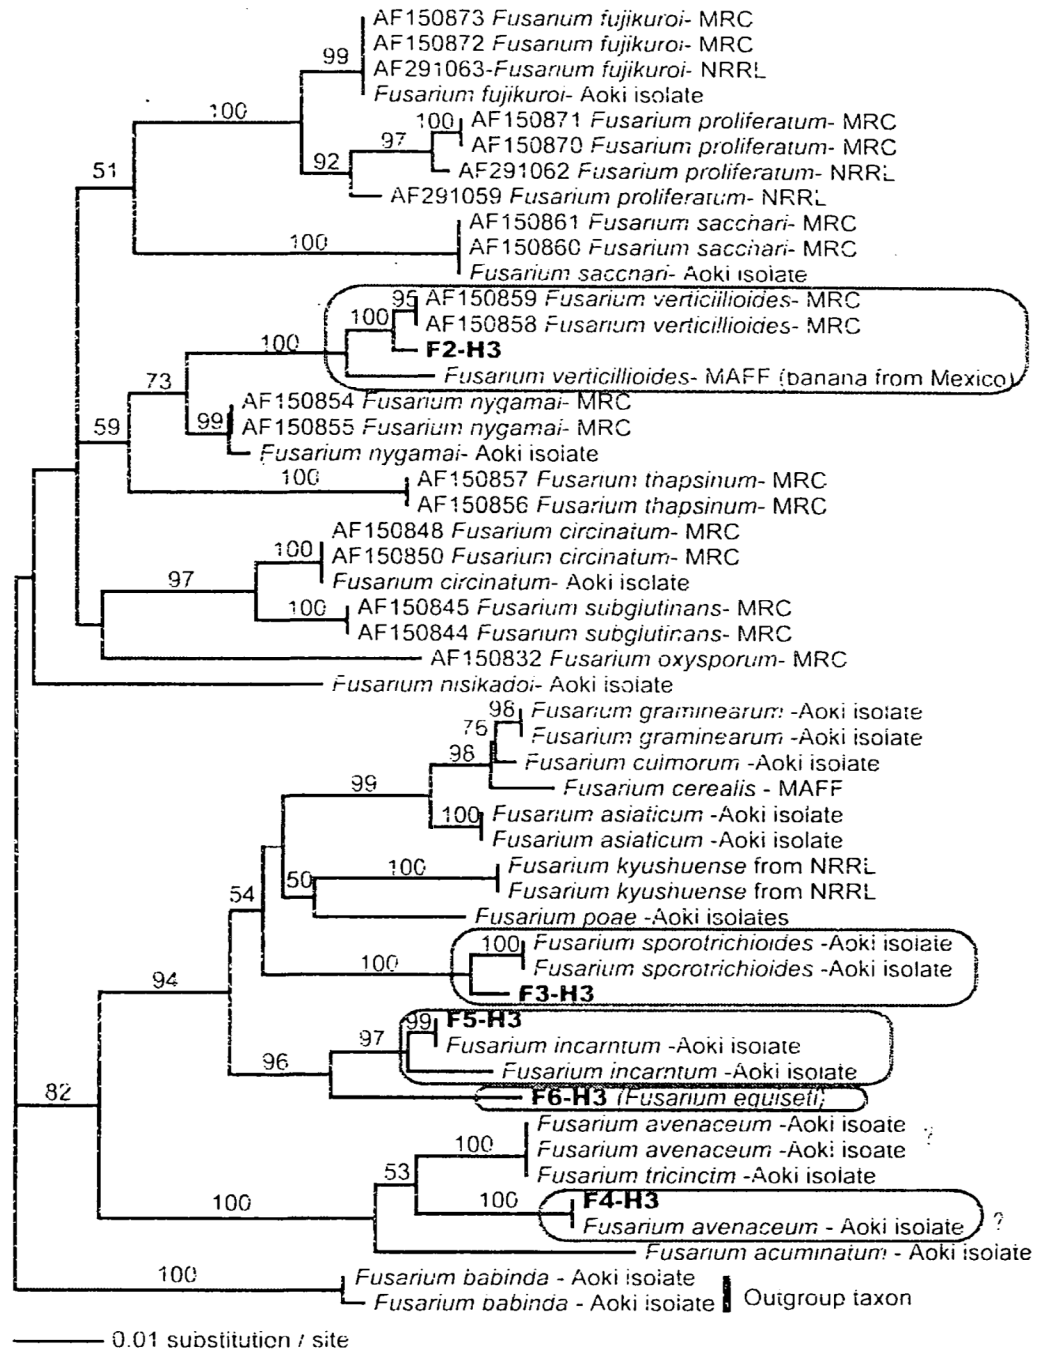 AF150873 Fusarium fujikuroi- MRC
AF150872 Fusarium fujikuroi- MRC
99
AF291063-Fusarium fujikuroi- NRRL
Fusarium fujikuroi- Aoki isolate
100
100
AF150871 Fusarium proliferatum- MRC
97
AF150870 Fusarium proliferatum- MRC
92
AF291062 Fusarium proliferatum- NRRL
51
AF291059 Fusarium proliferatum- NRRL
AF150861 Fusarium sacchari- MRC
100
AF150860 Fusarium sacchari- MRC
Fusarium sacchari- Aoki isolate
95
AF150859 Fusarium verticillioides- MRC
100
AF150858 Fusarium verticillioides- MRC
100
F2-H3
73
Fusarium verticillioides- MAFF (banana from Mexico)
AF150854 Fusarium nygamai- MRC
59
99
AF150855 Fusarium nygamai- MRC
Fusarium nygamai- Aoki isolate
100
AF150857 Fusarium thapsinum- MRC
AF150856 Fusarium thapsinum- MRC
AF150848 Fusarium circinatum- MRC
100
AF150850 Fusarium circinatum- MRC
97
Fusarium circinatum- Aoki isolate
100
AF150845 Fusarium subglutinans- MRC
AF150844 Fusarium subglutinans- MRC
AF150832 Fusarium oxysporum- MRC
Fusarium nisikadoi- Aoki isolate
98
Fusarium graminearum -Aoki isolate
75
Fusarium graminearum -Aoki isolate
98
Fusarium culmorum -Aoki isolate
99
Fusarium cerealis - MAFF
100
Fusarium asiaticum -Aoki isolate
Fusarium asiaticum -Aoki isolate
100
Fusarium kyushuense from NRRL
50
Fusarium kyushuense from NRRL
54
Fusarium poae -Aoki isolates
100
Fusarium sporotrichioides -Aoki isolate
100
Fusarium sporotrichioides -Aoki isolate
94
F3-H3
99
F5-H3
97
Fusarium incarntum -Aoki isolate
96
Fusarium incarntum -Aoki isolate
82
F6-H3 (Fusarium equiseti)
Fusarium avenaceum -Aoki isoate
?
100
Fusarium avenaceum -Aoki isoate
53
Fusarium tricinctm -Aoki isolate
100
100
F4-H3
Fusarium avenaceum - Aoki isolate
?
Fusarium acuminatum - Aoki isolate
100
Fusarium babinda - Aoki isolate
Fusarium babinda - Aoki isolate
Outgroup taxon
0.01 substitution / site